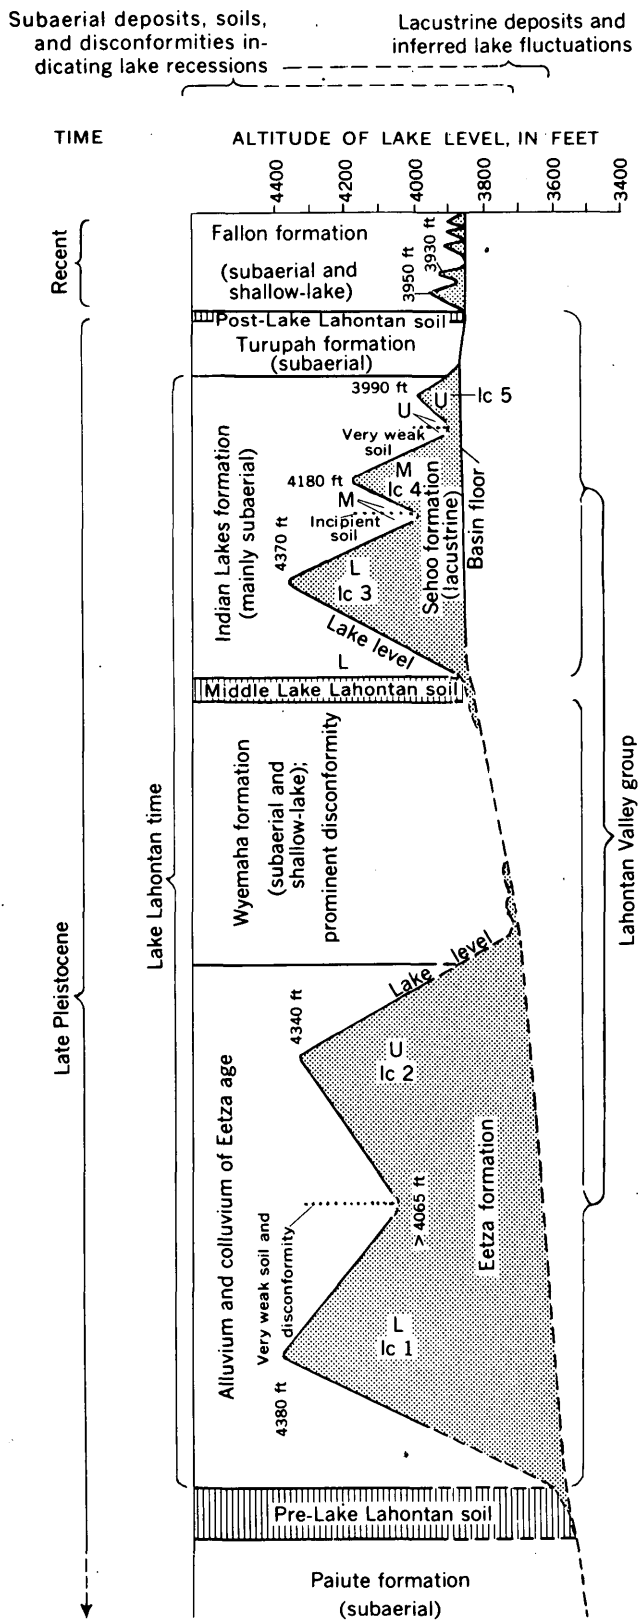 Subaerial deposits, soils,
and disconformities in-
dicating lake recessions
Lacustrine deposits and
inferred lake fluctuations
TIME
ALTITUDE OF LAKE LEVEL, IN FEET
4400
4200
4000
3800
3600
3400
Recent
Fallon formation
(subaerial and
shallow-lake)
3950 ft
3930 ft
Post-Lake Lahontan soil
Turupah formation
(subaerial)
3990 ft
U
U
lc 5
Very weak
soil
4180 ft
M
lc 4
M
Incipient
soil
4370 ft
L
lc 3
Lake level
L
Indian Lakes formation
(mainly subaerial)
Sehoo formation
(lacustrine)
Basin floor
Middle Lake Lahontan soil
Wyemaha formation
(subaerial and
shallow-lake);
prominent disconformity
Lake level
Lake Lahontan time
Late Pleistocene
Lahontan Valley group
4340 ft
U
lc 2
Alluvium and colluvium of Eetza age
Very weak soil and
disconformity
> 4065 ft
Eetza formation
L
lc 1
4380 ft
Pre-Lake Lahontan soil
Paiute formation
(subaerial)